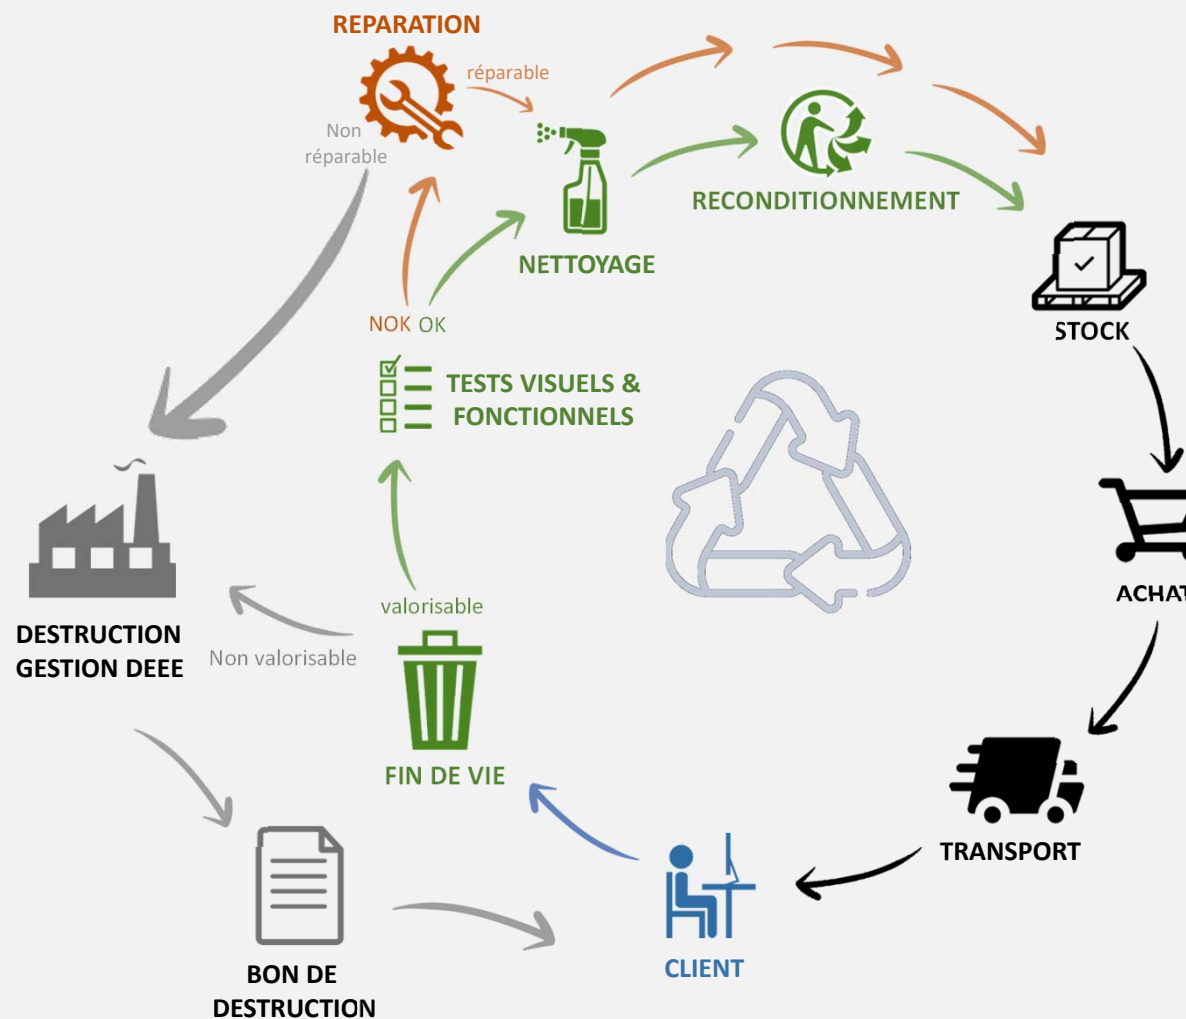 REPARATION
réparable
Non
réparable
RECONDITIONNEMENT
NETTOYAGE
NOK OK
STOCK
TESTS VISUELS &
FONCTIONNELS
ACHAT
valorisable
DESTRUCTION
GESTION DEEE
Non valorisable
FIN DE VIE
TRANSPORT
CLIENT
BON DE
DESTRUCTION